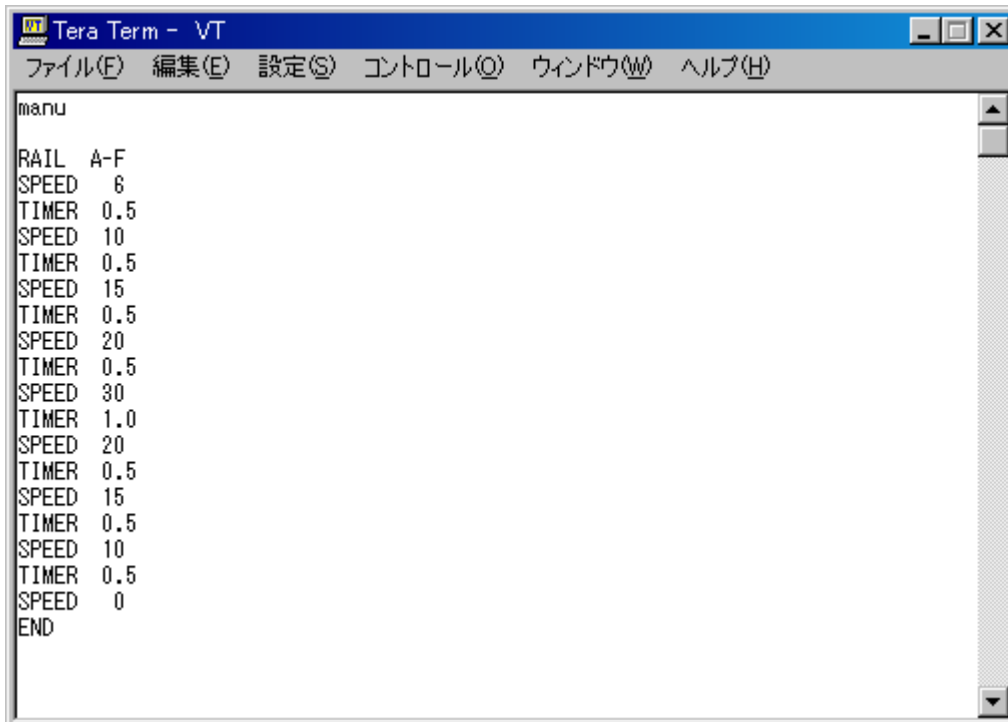 VT
Tera Term - VT
ファイル(F) 編集(E) 設定(S) コントロール(O) ウィンドウ(W) ヘルプ(H)
manu
RAIL A-F
SPEED 6
TIMER 0.5
SPEED 10
TIMER 0.5
SPEED 15
TIMER 0.5
SPEED 20
TIMER 0.5
SPEED 30
TIMER 1.0
SPEED 20
TIMER 0.5
SPEED 15
TIMER 0.5
SPEED 10
TIMER 0.5
SPEED 0
END